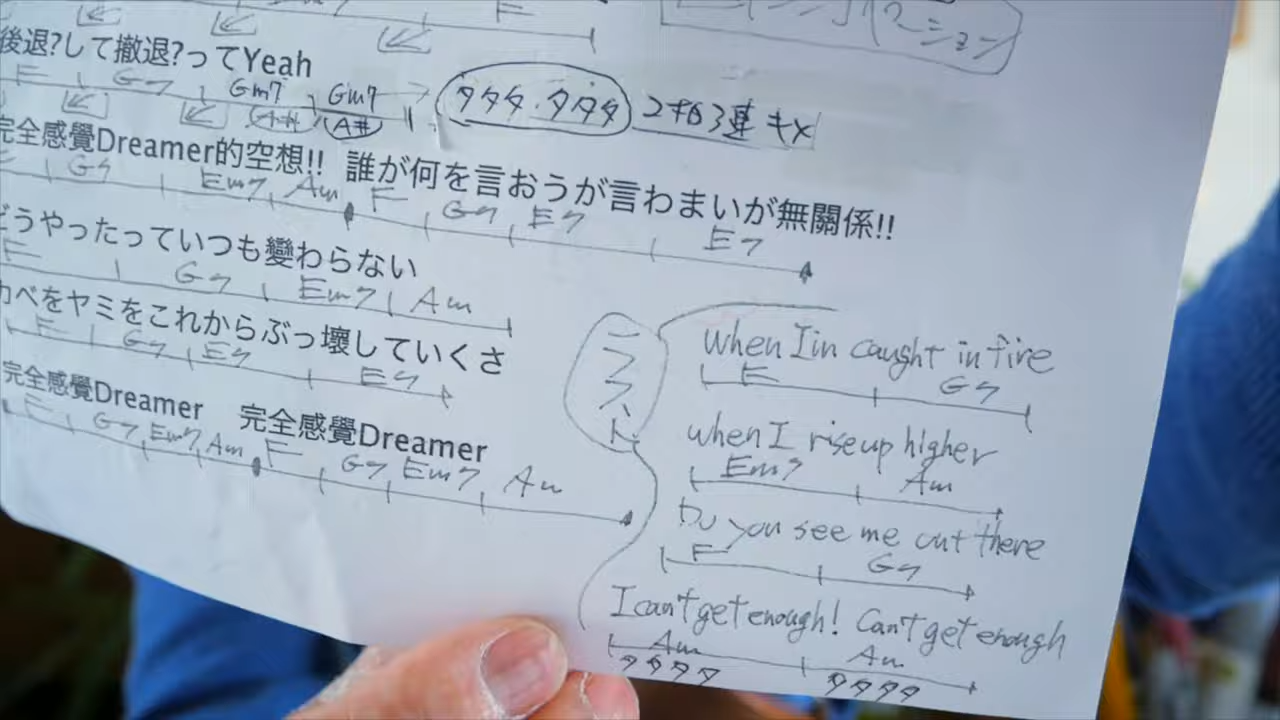 F
後退?して撤退?ってYeah
F G7 Gm7 Gm7
A# A#
タタタ・タタタ 2拍3連キメ
完全感覺Dreamer的空想!! 誰が何を言おうが言わまいが無關係!!
G7 Em7 Am F G7 E7 E7
どうやったっていつも變わらない
F G7 Em7 Am
カベをヤミをこれからぶっ壊していくさ
F G7 E7 E7
完全感覺Dreamer 完全感覺Dreamer
F G7 Em7 Am F G7 Em7 Am
When I'm caught in fire
F G7
When I rise up higher
Em7 Am
Do you see me out there
F G7
I can't get enough! Can't get enough
Am Am
タタタタ タタタタ